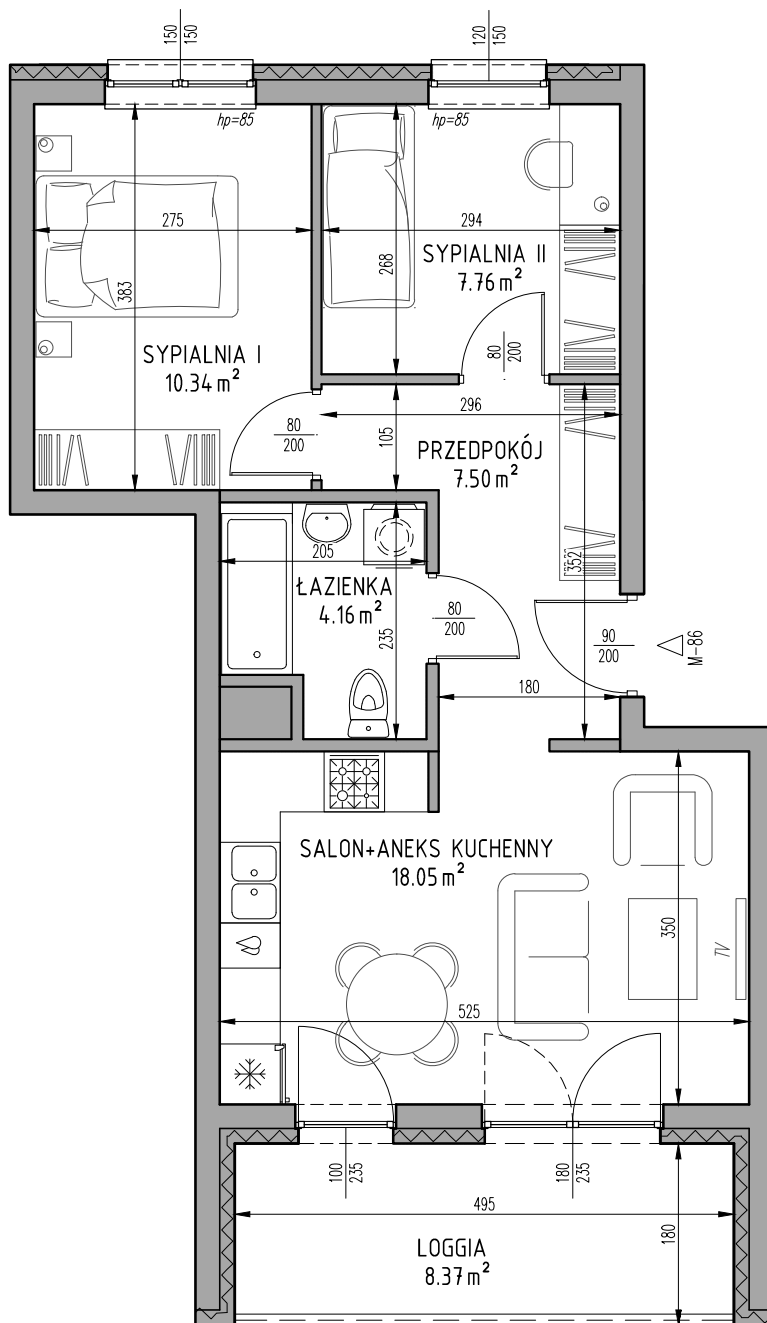 150
150
120
150
hp=85
hp=85
275
383
SYPIALNIA I
10.34 m²
294
268
SYPIALNIA II
7.76 m²
80
200
80
200
296
105
PRZEDPOKÓJ
7.50 m²
352
205
ŁAZIENKA
4.16 m²
235
80
200
90
200
M-86
180
SALON+ANEKS KUCHENNY
18.05 m²
350
TV
525
100
235
180
235
495
180
LOGGIA
8.37 m²